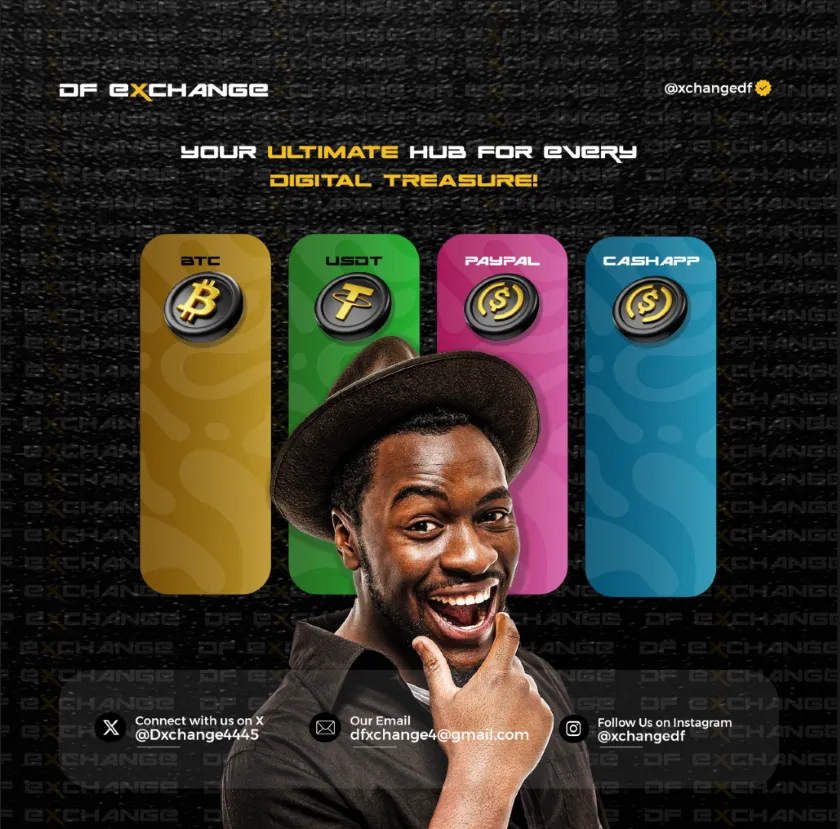 DF EXCHANGE
@xchangedf
YOUR ULTIMATE HUB FOR EVERY
DIGITAL TREASURE!
BTC
USDT
PAYPAL
CASHAPP
Connect with us on X
@Dxchange4445
Our Email
dfxchange4@gmail.com
Follow Us on Instagram
@xchangedf